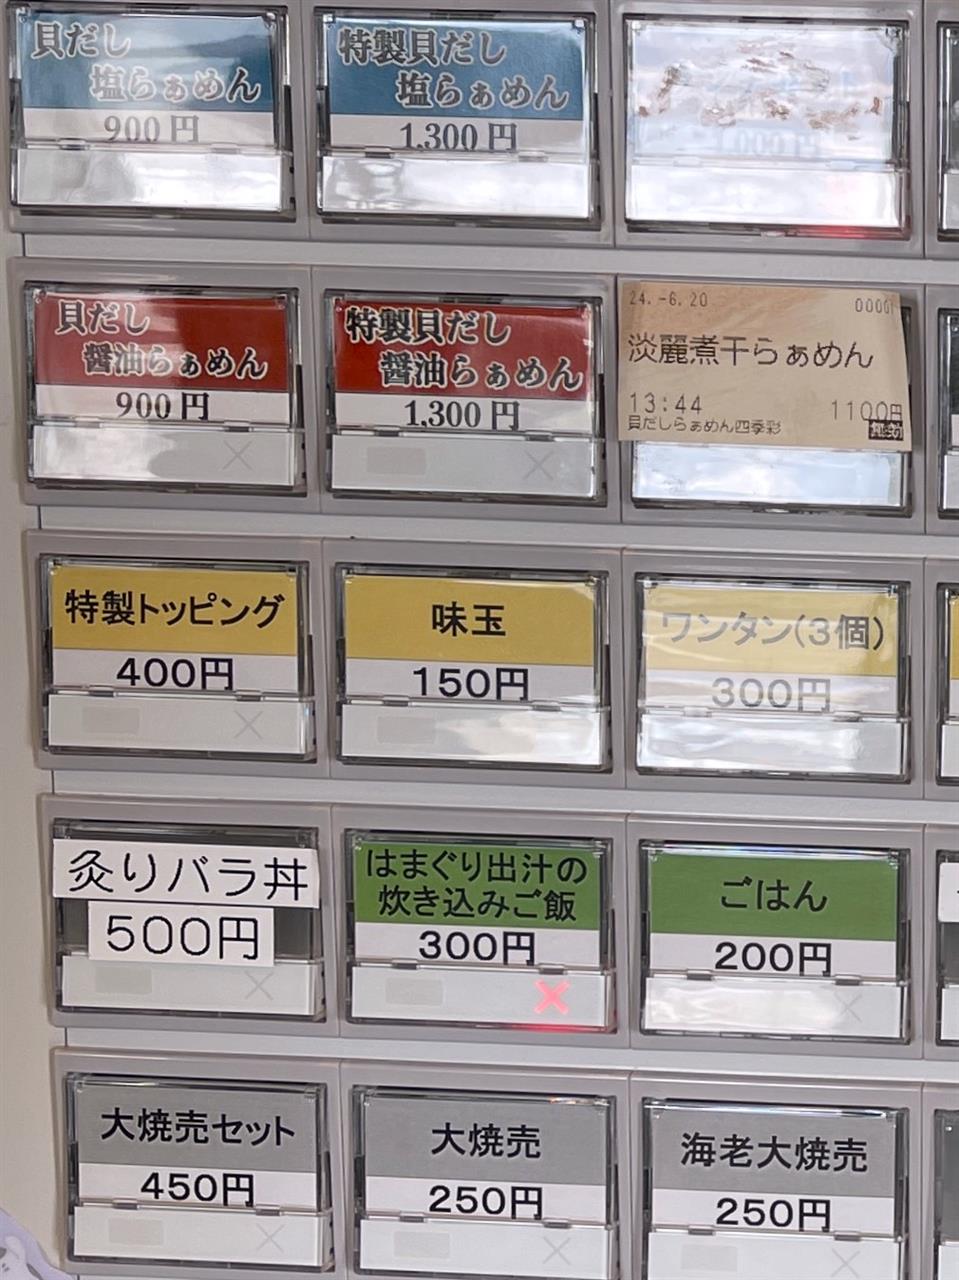 貝だし
塩らぁめん
900円
特製貝だし
塩らぁめん
1,300円
貝だし
醤油らぁめん
900円
特製貝だし
醤油らぁめん
1,300円
24.-6.20
淡麗煮干らぁめん
13:44
1100円
貝だしらぁめん四季彩
無効
特製トッピング
400円
味玉
150円
ワンタン(3個)
300円
炙りバラ丼
500円
はまぐり出汁の
炊き込みご飯
300円
ごはん
200円
大焼売セット
450円
大焼売
250円
海老大焼売
250円